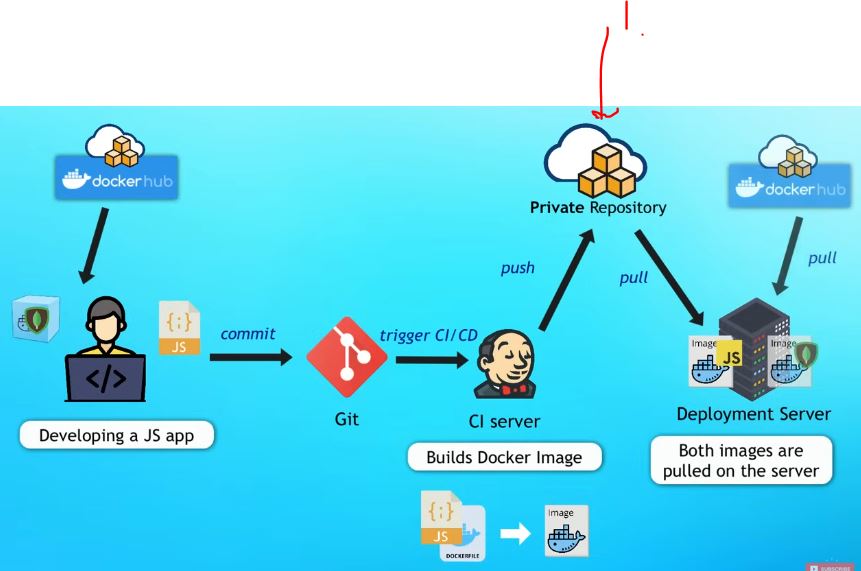 dockerhub
Private Repository
dockerhub
push
pull
pull
{;}
JS
commit
trigger CI/CD
</>
Image
JS
Image
Git
CI server
Deployment Server
Developing a JS app
Builds Docker Image
Both images are
pulled on the server
{;}
JS
DOCKERFILE
Image
SUBSCRIBE